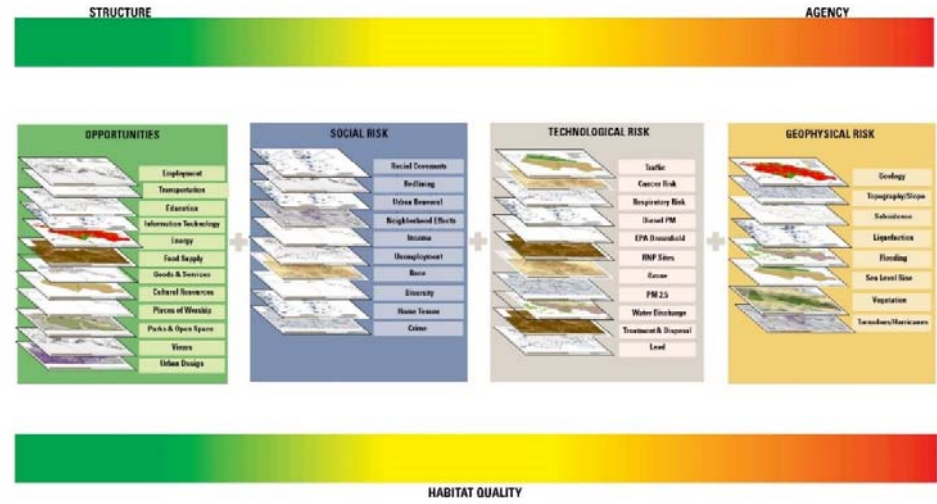 STRUCTURE
AGENCY
OPPORTUNITIES
Employment
Transportation
Education
Information Technology
Energy
Food Supply
Goods & Services
Cultural Resources
Places of Worship
Parks & Open Space
Views
Urban Design
SOCIAL RISK
Racial Covenants
Redlining
Urban Renewal
Neighborhood Effects
Income
Unemployment
Race
Diversity
House Tenure
Crime
TECHNOLOGICAL RISK
Traffic
Cancer Risk
Respiratory Risk
Diesel PM
EPA Brownfield
RNP Sites
Ozone
PM 2.5
Water Discharge
Treatment & Disposal
Lead
GEOPHYSICAL RISK
Geology
Topography/Slope
Subsidence
Liquefaction
Flooding
Sea Level Rise
Vegetation
Tornadoes/Hurricanes
HABITAT QUALITY